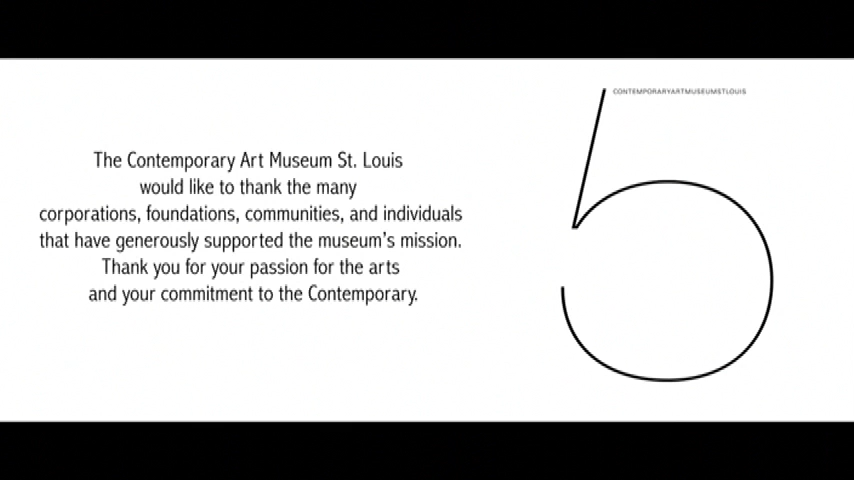 The Contemporary Art Museum St. Louis
would like to thank the many
corporations, foundations, communities, and individuals
that have generously supported the museum's mission.
Thank you for your passion for the arts
and your commitment to the Contemporary.
CONTEMPORARYARTMUSEUMSTLOUIS
5